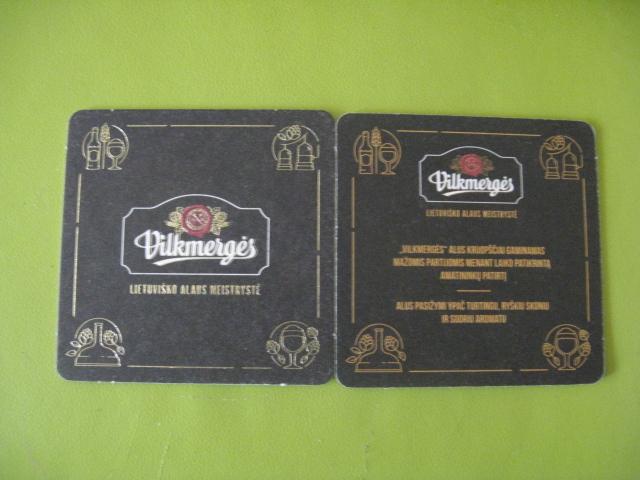 Vilkmergės
LIETUVIŠKO ALAUS MEISTRYSTĖ
Vilkmergės
LIETUVIŠKO ALAUS MEISTRYSTĖ
„VILKMERGĖS“ ALUS KRUOPŠČIAI GAMINAMAS
MAŽOMIS PARTIJOMIS MENANT LAIKO PATIKRINTĄ
AMATININKŲ PATIRTĮ
ALUS PASIŽYMI YPAČ TURTINGU, RYŠKIU SKONIU
IR SODRIU AROMATU